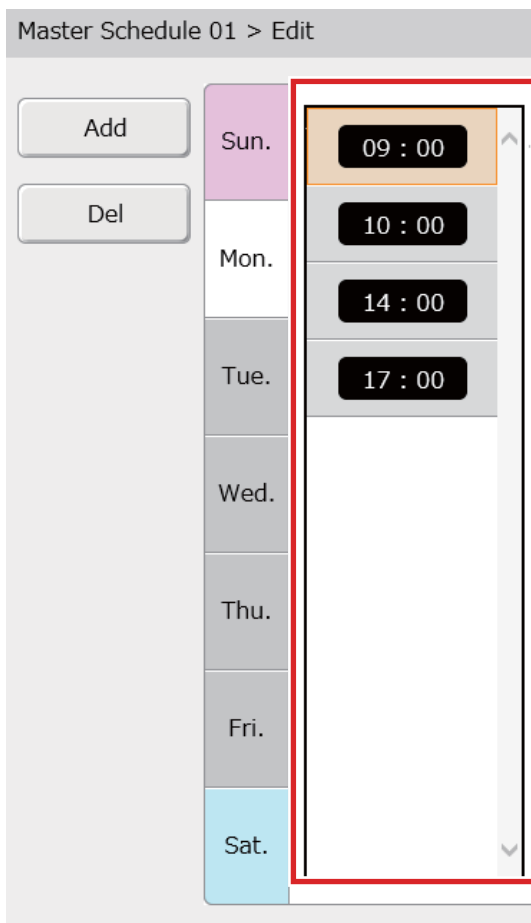 Master Schedule 01 > Edit
Add
Del
Sun.
Mon.
Tue.
Wed.
Thu.
Fri.
Sat.
09 : 00
10 : 00
14 : 00
17 : 00